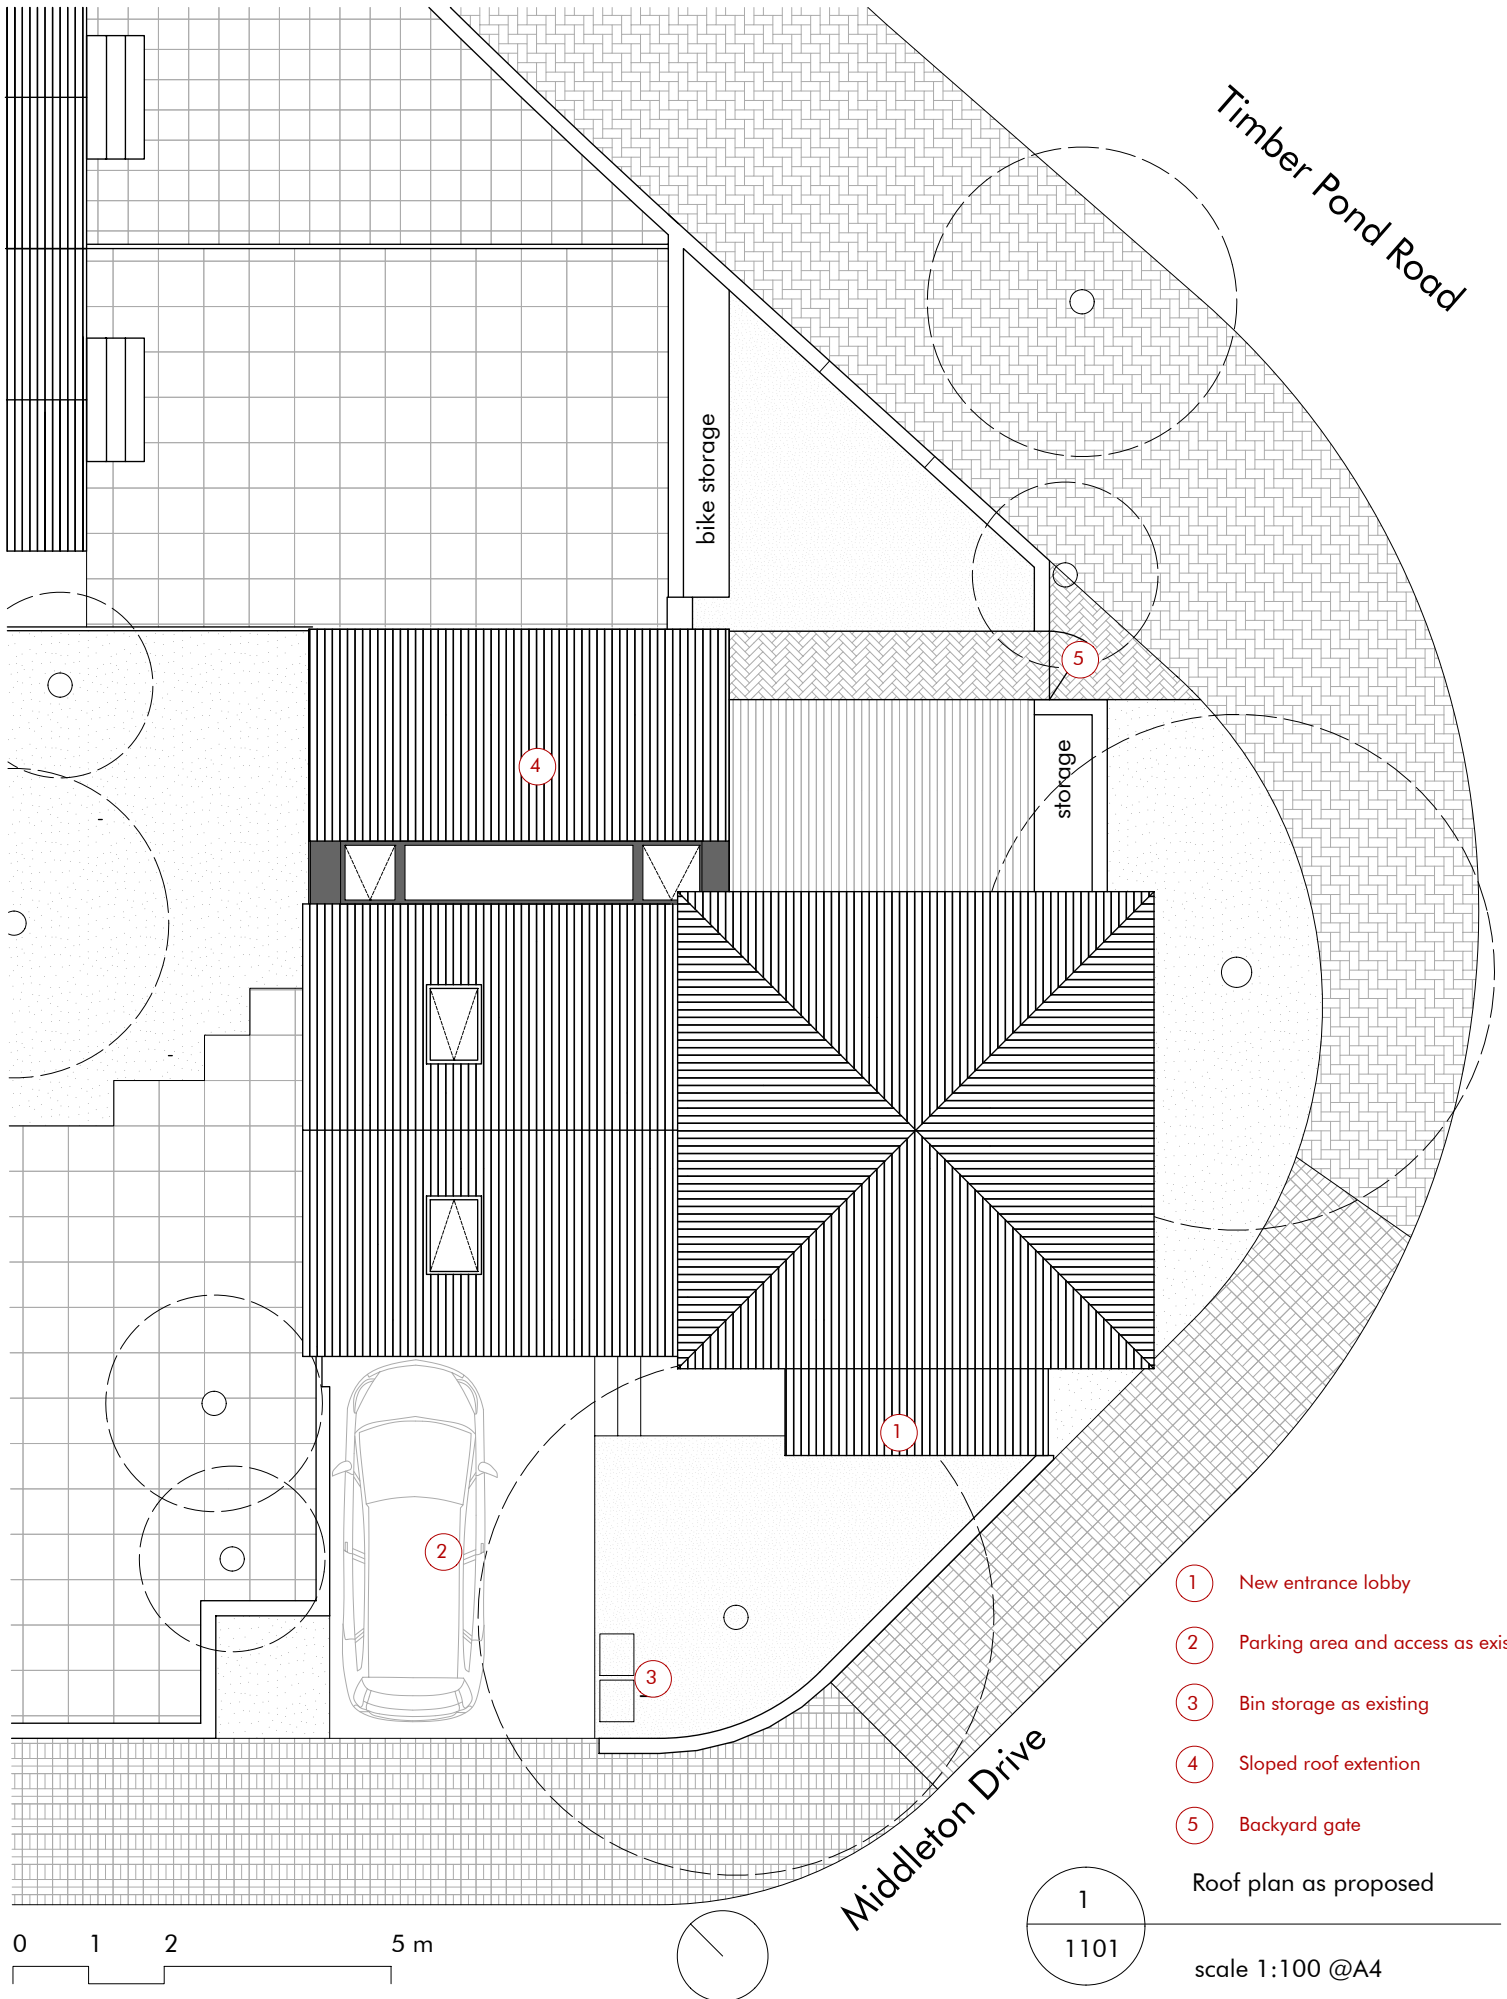 Timber Pond Road
bike storage
5
storage
4
1
2
3
Middleton Drive
1 New entrance lobby
2 Parking area and access as exis
3 Bin storage as existing
4 Sloped roof extention
5 Backyard gate
1
1101
Roof plan as proposed
scale 1:100 @A4
0 1 2 5 m